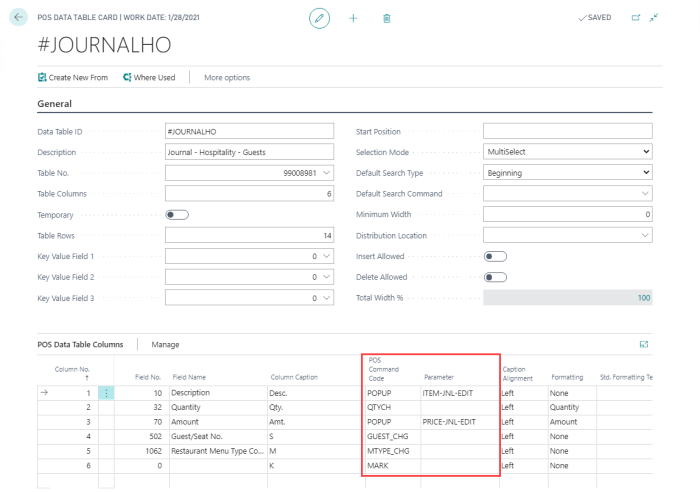 POS DATA TABLE CARD | WORK DATE: 1/28/2021
SAVED
#JOURNALHO
Create New From Where Used More options
General
Data Table ID #JOURNALHO Start Position
Description Journal - Hospitality - Guests Selection Mode MultiSelect
Table No. 99008981 Default Search Type Beginning
Table Columns 6 Default Search Command
Temporary Minimum Width 0
Table Rows 14 Distribution Location
Key Value Field 1 0 Insert Allowed
Key Value Field 2 0 Delete Allowed
Key Value Field 3 0 Total Width % 100
POS Data Table Columns Manage
Column No. ↑ Field No. Field Name Column Caption POS Command Code Parameter Caption Alignment Formatting Std. Formatting Te
→ 1 10 Description Desc. POPUP ITEM-JNL-EDIT Left None
2 32 Quantity Qty. QTYCH Left Quantity
3 70 Amount Amt. POPUP PRICE-JNL-EDIT Left Amount
4 502 Guest/Seat No. S GUEST_CHG Left None
5 1062 Restaurant Menu Type Co... M MTYPE_CHG Left None
6 0 K MARK Left None